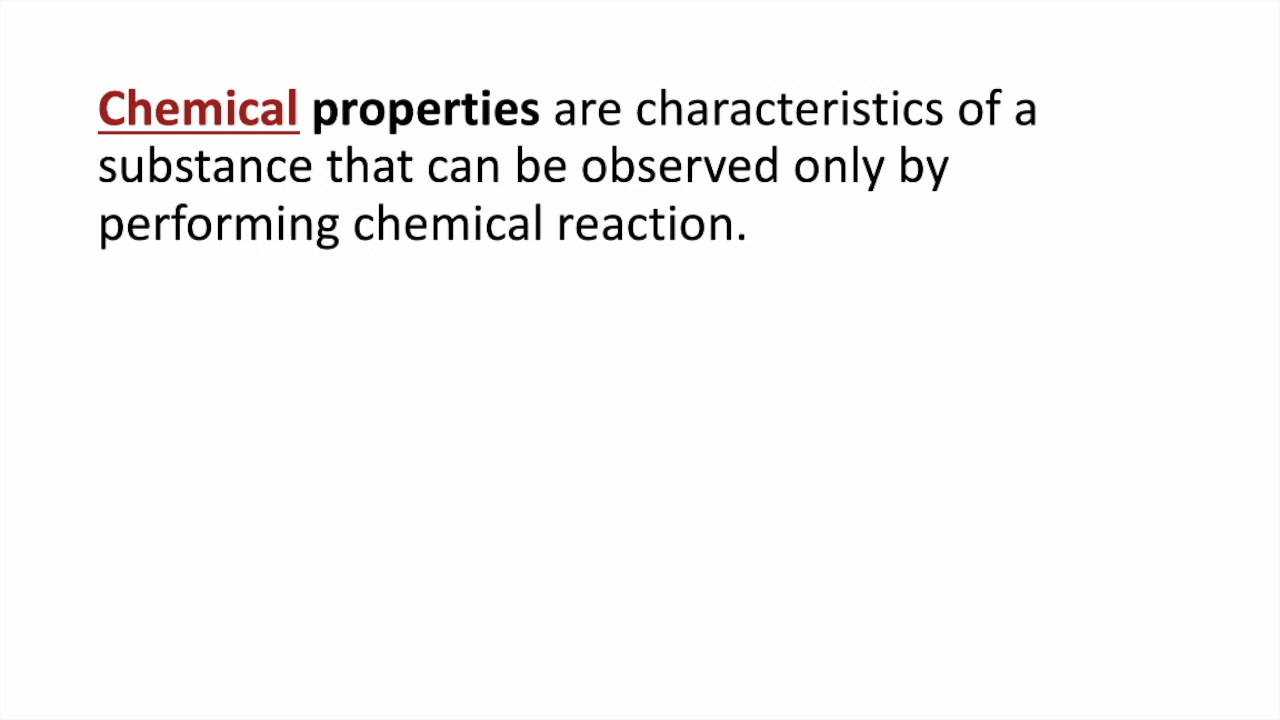 Chemical properties are characteristics of a
substance that can be observed only by
performing chemical reaction.